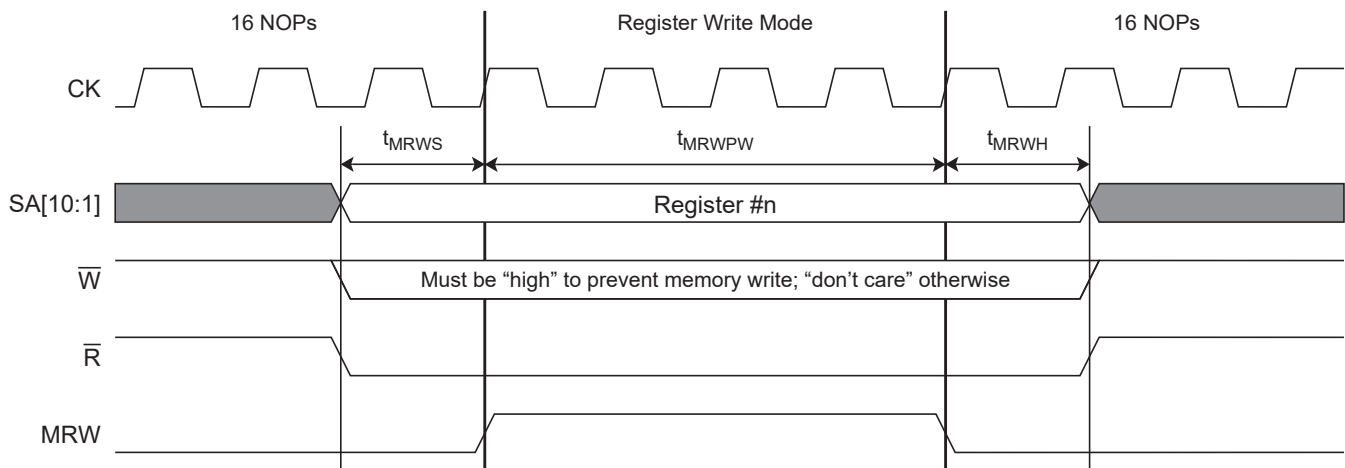 16 NOPs Register Write Mode 16 NOPs
CK
tMRWS tMRWPW tMRWH
SA[10:1] Register #n
W̅ Must be “high” to prevent memory write; “don’t care” otherwise
R̅
MRW